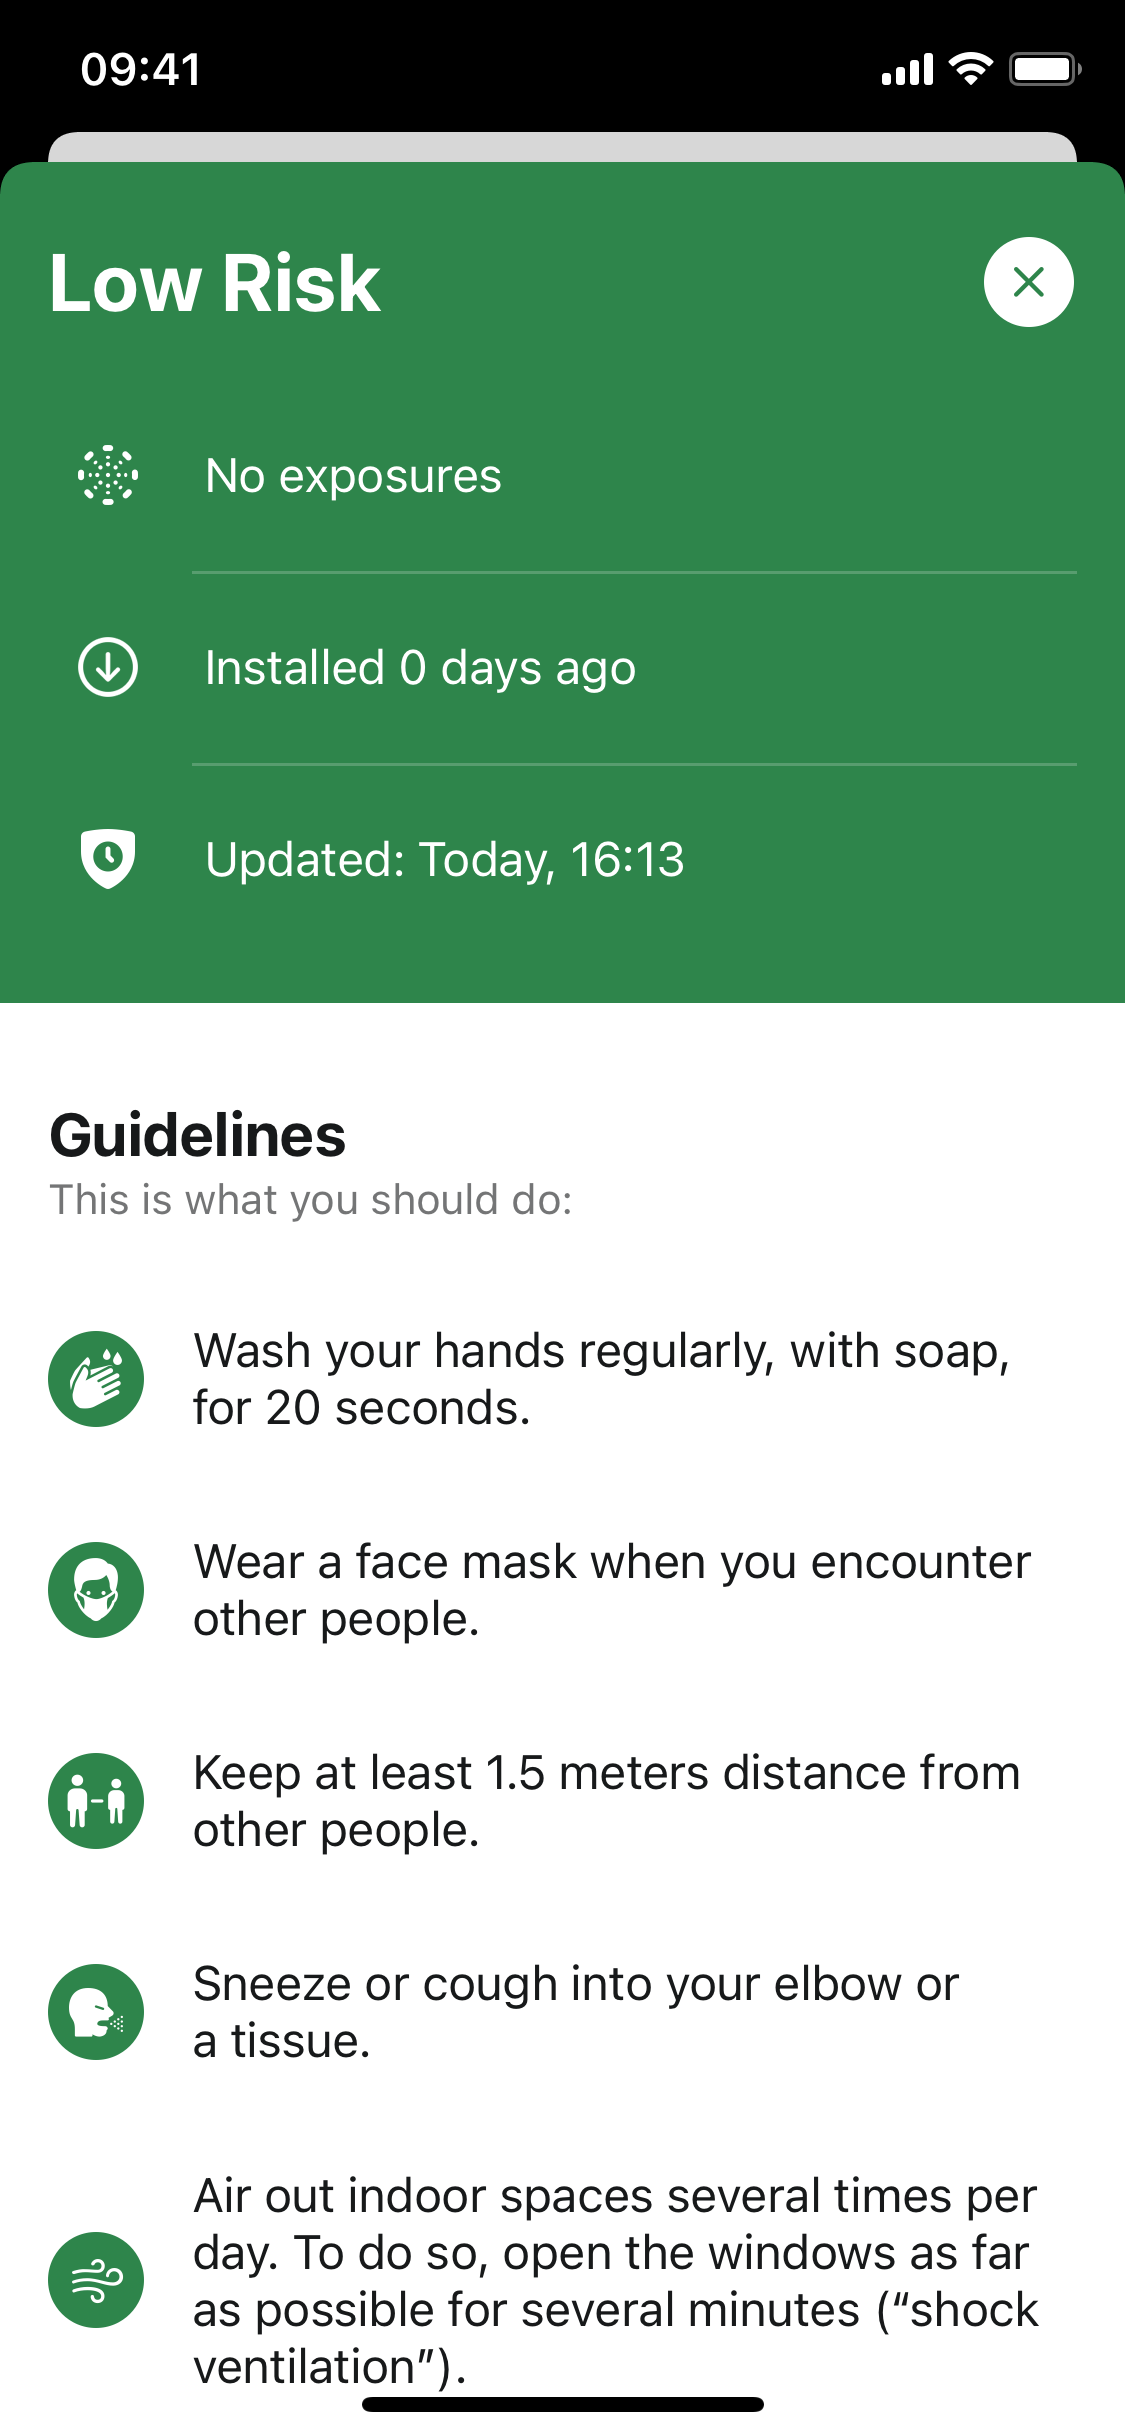 09:41
Low Risk
No exposures
Installed 0 days ago
Updated: Today, 16:13
Guidelines
This is what you should do:
Wash your hands regularly, with soap,
for 20 seconds.
Wear a face mask when you encounter
other people.
Keep at least 1.5 meters distance from
other people.
Sneeze or cough into your elbow or
a tissue.
Air out indoor spaces several times per
day. To do so, open the windows as far
as possible for several minutes (“shock
ventilation”).